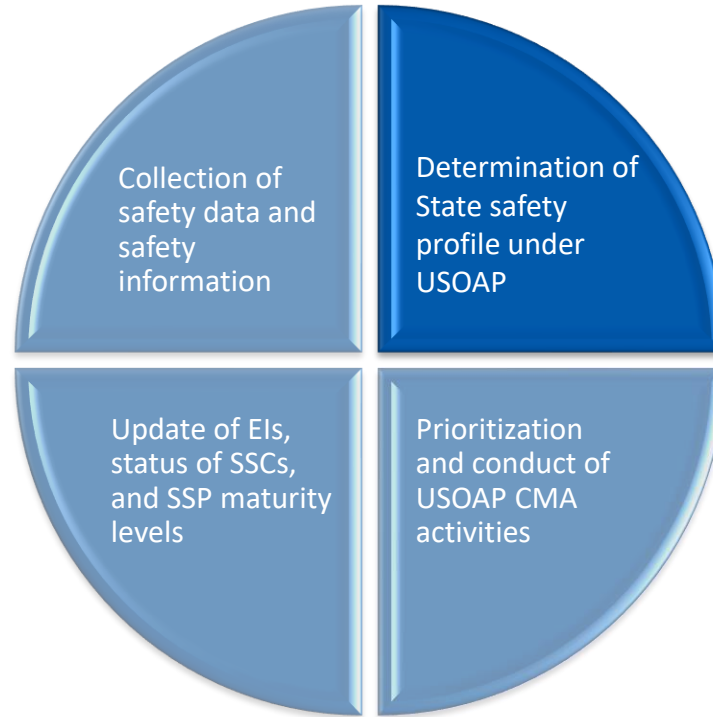 Collection of
safety data and
safety
information
Determination of
State safety
profile under
USOAP
Update of EIs,
status of SSCs,
and SSP maturity
levels
Prioritization
and conduct of
USOAP CMA
activities